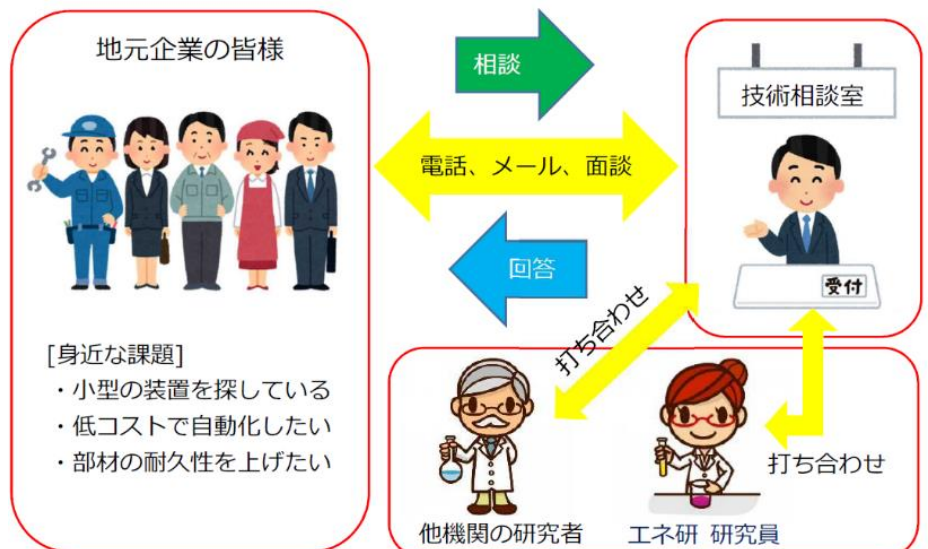 地元企業の皆様
相談
技術相談室
電話、メール、面談
回答
受付
打ち合わせ
[身近な課題]
・小型の装置を探している
・低コストで自動化したい
・部材の耐久性を上げたい
打ち合わせ
他機関の研究者
エネ研 研究員